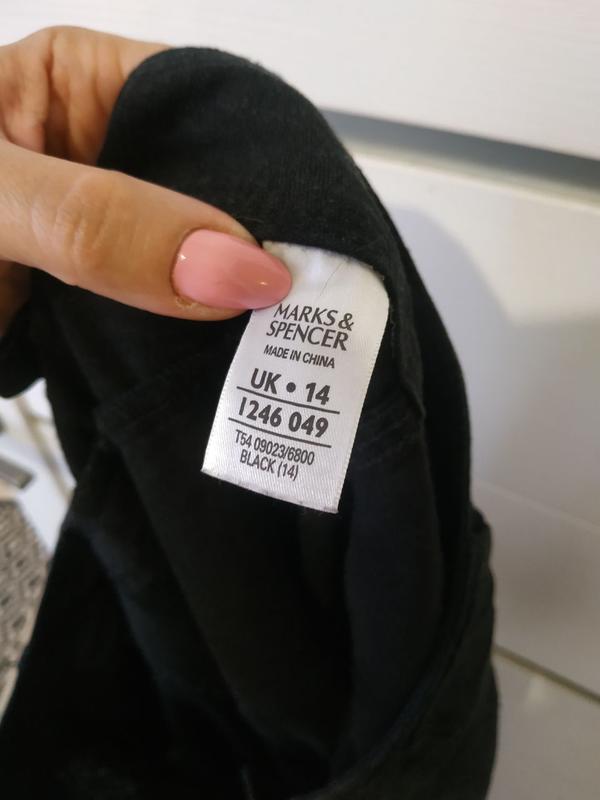 MARKS &
SPENCER
MADE IN CHINA
UK • 14
1246 049
T54 09023/6800
BLACK (14)